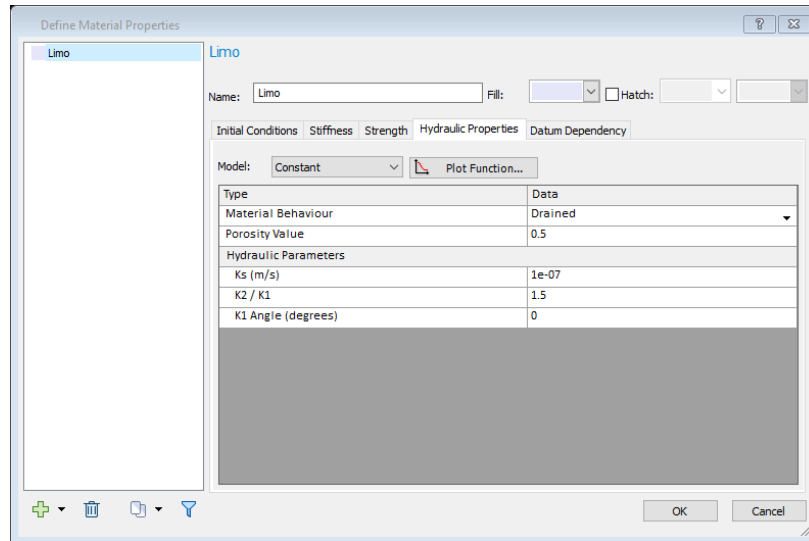 Define Material Properties
Limo
Limo
Name: Limo Fill: Hatch:
Initial Conditions Stiffness Strength Hydraulic Properties Datum Dependency
Model: Constant Plot Function...
Type Data
Material Behaviour Drained
Porosity Value 0.5
Hydraulic Parameters
Ks (m/s) 1e-07
K2 / K1 1.5
K1 Angle (degrees) 0
OK Cancel